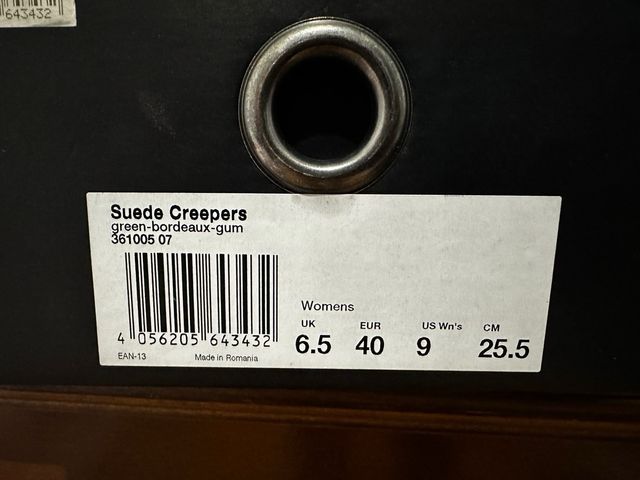 643432
Suede Creepers
green-bordeaux-gum
361005 07
4 056205 643432
EAN-13 Made in Romania
Womens
UK EUR US Wn's CM
6.5 40 9 25.5